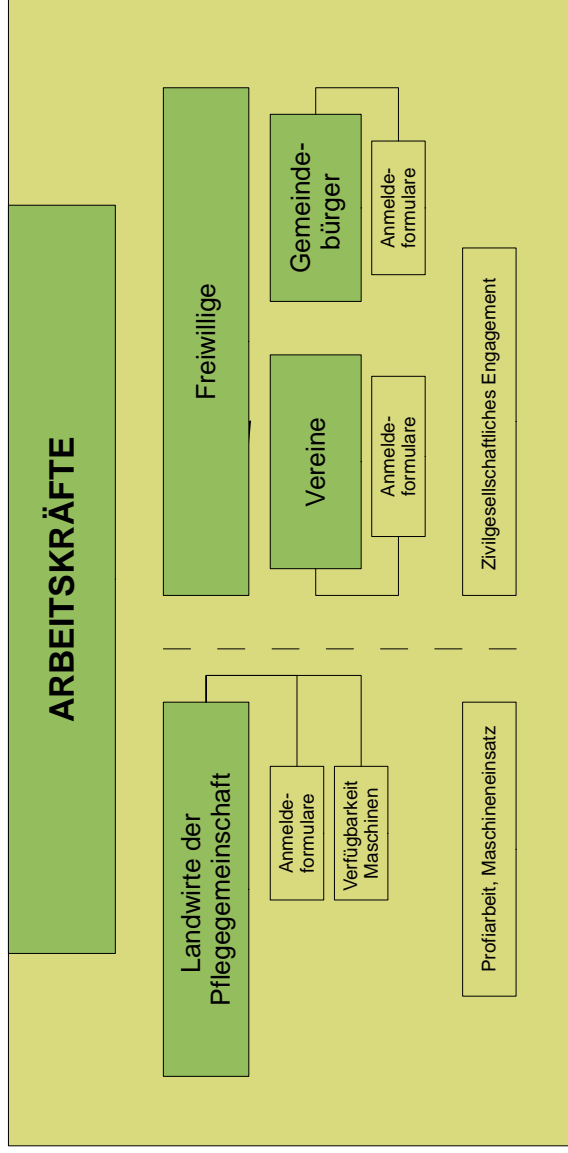 ARBEITSKRÄFTE
Landwirte der
Pflegegemeinschaft
Anmelde-
formulare
Verfügbarkeit
Maschinen
Profiarbeit, Maschineneinsatz
Freiwillige
Vereine
Anmelde-
formulare
Gemeinde-
bürger
Anmelde-
formulare
Zivilgesellschaftliches Engagement